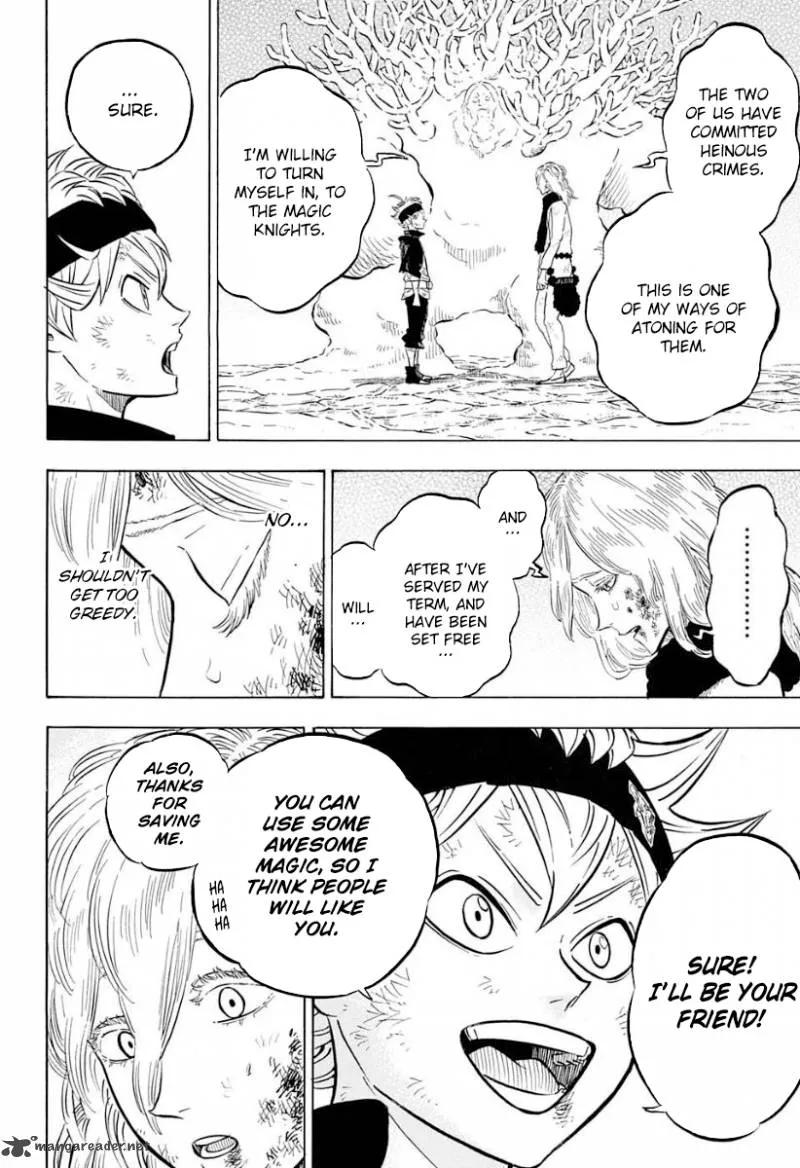 THE TWO
OF US HAVE
COMMITTED
HEINOUS
CRIMES.
THIS IS ONE
OF MY WAYS OF
ATONING FOR
THEM.
I'M WILLING
TO TURN
MYSELF IN, TO
THE MAGIC
KNIGHTS.
...
SURE.
.........
AND
...
AFTER I'VE
SERVED MY
TERM, AND
HAVE BEEN
SET FREE
...
WILL
...
NO...
I
SHOULDN'T
GET TOO
GREEDY.
SURE!
I'LL BE YOUR
FRIEND!
YOU CAN
USE SOME
AWESOME
MAGIC, SO I
THINK PEOPLE
WILL LIKE
YOU.
ALSO,
THANKS
FOR
SAVING
ME.
HA
HA
HA
mangareader.net